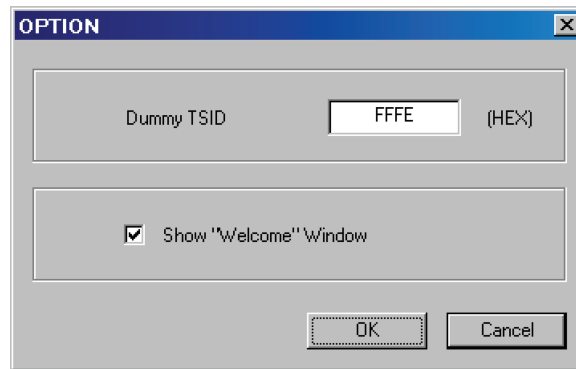 OPTION
Dummy TSID FFFE (HEX)
Show "Welcome" Window
OK Cancel